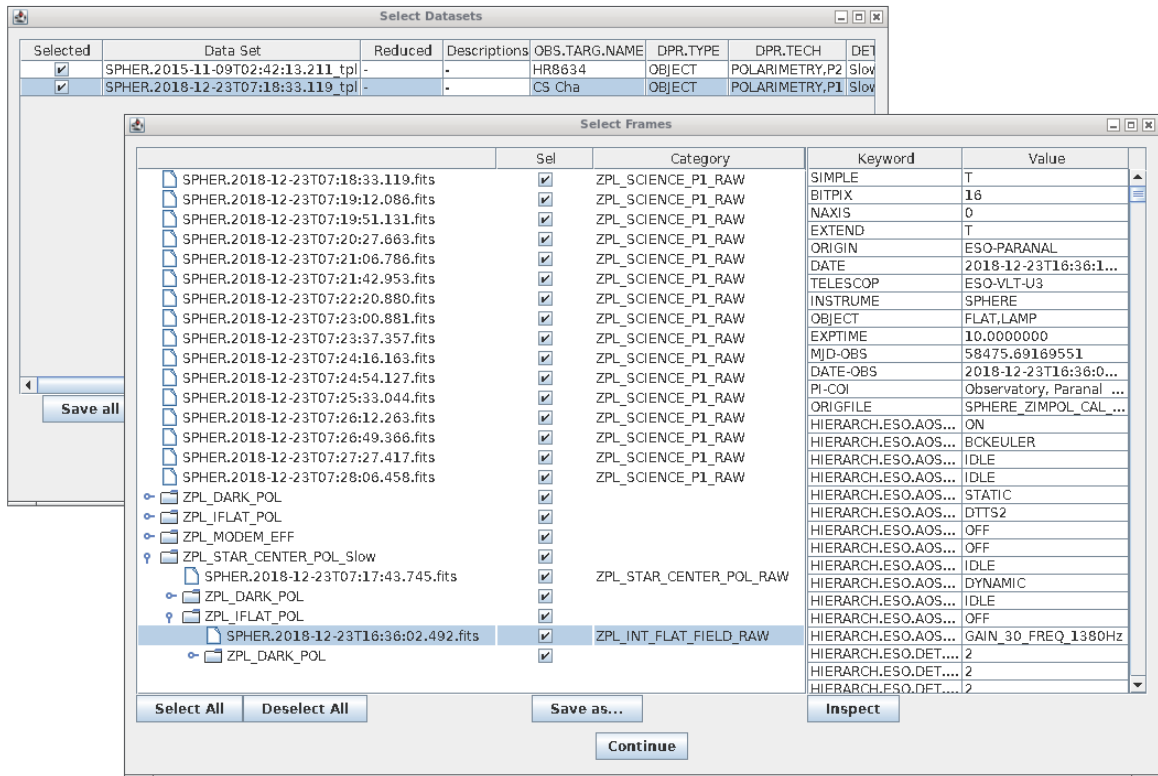 Select Datasets
Selected Data Set Reduced Descriptions OBS.TARG.NAME DPR.TYPE DPR.TECH DET
SPHER.2015-11-09T02:42:13.211_tpl - - HR8634 OBJECT POLARIMETRY,P2 Slow
SPHER.2018-12-23T07:18:33.119_tpl - - CS Cha OBJECT POLARIMETRY,P1 Slow
Save all
Select Frames
Sel Category
SPHER.2018-12-23T07:18:33.119.fits ZPL_SCIENCE_P1_RAW
SPHER.2018-12-23T07:19:12.086.fits ZPL_SCIENCE_P1_RAW
SPHER.2018-12-23T07:19:51.131.fits ZPL_SCIENCE_P1_RAW
SPHER.2018-12-23T07:20:27.663.fits ZPL_SCIENCE_P1_RAW
SPHER.2018-12-23T07:21:06.786.fits ZPL_SCIENCE_P1_RAW
SPHER.2018-12-23T07:21:42.953.fits ZPL_SCIENCE_P1_RAW
SPHER.2018-12-23T07:22:20.880.fits ZPL_SCIENCE_P1_RAW
SPHER.2018-12-23T07:23:00.881.fits ZPL_SCIENCE_P1_RAW
SPHER.2018-12-23T07:23:37.357.fits ZPL_SCIENCE_P1_RAW
SPHER.2018-12-23T07:24:16.163.fits ZPL_SCIENCE_P1_RAW
SPHER.2018-12-23T07:24:54.127.fits ZPL_SCIENCE_P1_RAW
SPHER.2018-12-23T07:25:33.044.fits ZPL_SCIENCE_P1_RAW
SPHER.2018-12-23T07:26:12.263.fits ZPL_SCIENCE_P1_RAW
SPHER.2018-12-23T07:26:49.366.fits ZPL_SCIENCE_P1_RAW
SPHER.2018-12-23T07:27:27.417.fits ZPL_SCIENCE_P1_RAW
SPHER.2018-12-23T07:28:06.458.fits ZPL_SCIENCE_P1_RAW
ZPL_DARK_POL
ZPL_IFLAT_POL
ZPL_MODEM_EFF
ZPL_STAR_CENTER_POL_Slow
SPHER.2018-12-23T07:17:43.745.fits ZPL_STAR_CENTER_POL_RAW
ZPL_DARK_POL
ZPL_IFLAT_POL
SPHER.2018-12-23T16:36:02.492.fits ZPL_INT_FLAT_FIELD_RAW
ZPL_DARK_POL
Keyword Value
SIMPLE T
BITPIX 16
NAXIS 0
EXTEND T
ORIGIN ESO-PARANAL
DATE 2018-12-23T16:36:1...
TELESCOP ESO-VLT-U3
INSTRUME SPHERE
OBJECT FLAT,LAMP
EXPTIME 10.0000000
MJD-OBS 58475.69169551
DATE-OBS 2018-12-23T16:36:0...
PI-COI Observatory, Paranal ...
ORIGFILE SPHERE_ZIMPOL_CAL_...
HIERARCH.ESO.AOS... ON
HIERARCH.ESO.AOS... BCKEULER
HIERARCH.ESO.AOS... IDLE
HIERARCH.ESO.AOS... IDLE
HIERARCH.ESO.AOS... STATIC
HIERARCH.ESO.AOS... DTTS2
HIERARCH.ESO.AOS... OFF
HIERARCH.ESO.AOS... OFF
HIERARCH.ESO.AOS... IDLE
HIERARCH.ESO.AOS... DYNAMIC
HIERARCH.ESO.AOS... IDLE
HIERARCH.ESO.AOS... OFF
HIERARCH.ESO.AOS... GAIN_30_FREQ_1380Hz
HIERARCH.ESO.DET.... 2
HIERARCH.ESO.DET.... 2
HIERARCH.ESO.DET.... 2
Select All Deselect All Save as... Inspect
Continue